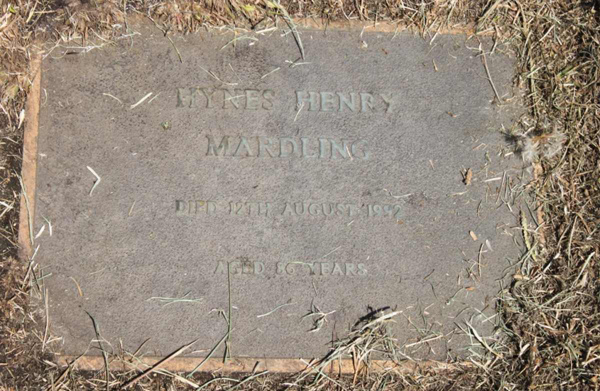 HYNES HENRY
MARDLING
DIED 12TH AUGUST
AGED YEARS